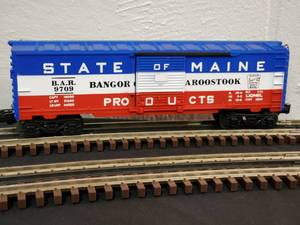 STATE OF MAINE
B.A.R.
9709
BANGOR AROOSTOOK
PRODUCTS
LIONEL